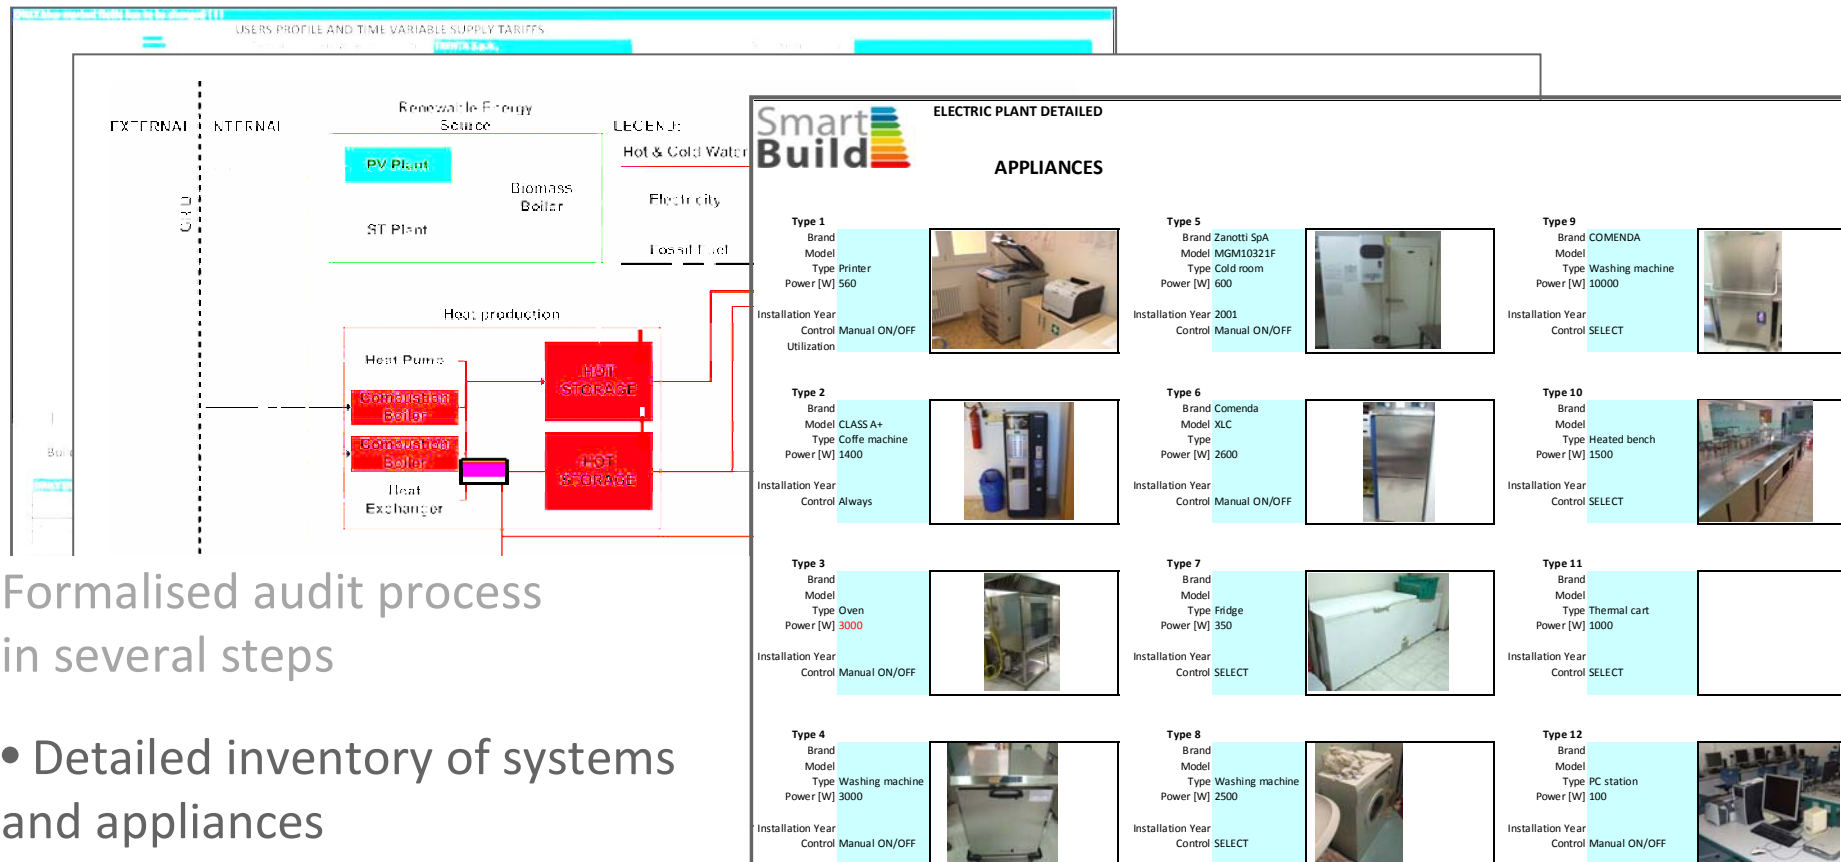 USERS PROFILE AND TIME VARIABLE SUPPLY TARIFFS
EXTERNAL
INTERNAL
GRID
Renewable Energy
Source
PV Plant
Biomass
Boiler
ST Plant
LEGEND:
Hot & Cold Water
Electricity
Fossil Fuel
Heat production
Heat Pump
Combustion
Boiler
Combustion
Boiler
Heat
Exchanger
HOT
STORAGE
HOT
STORAGE
Formalised audit process
in several steps
• Detailed inventory of systems
and appliances
Smart
Build
ELECTRIC PLANT DETAILED
APPLIANCES
Type 1
Brand
Model
Type Printer
Power [W] 560
Installation Year
Control Manual ON/OFF
Utilization
Type 2
Brand
Model CLASS A+
Type Coffe machine
Power [W] 1400
Installation Year
Control Always
Type 3
Brand
Model
Type Oven
Power [W] 3000
Installation Year
Control Manual ON/OFF
Type 4
Brand
Model
Type Washing machine
Power [W] 3000
Installation Year
Control Manual ON/OFF
Type 5
Brand Zanotti SpA
Model MGM10321F
Type Cold room
Power [W] 600
Installation Year 2001
Control Manual ON/OFF
Type 6
Brand Comenda
Model XLC
Type
Power [W] 2600
Installation Year
Control Manual ON/OFF
Type 7
Brand
Model
Type Fridge
Power [W] 350
Installation Year
Control SELECT
Type 8
Brand
Model
Type Washing machine
Power [W] 2500
Installation Year
Control SELECT
Type 9
Brand COMENDA
Model
Type Washing machine
Power [W] 10000
Installation Year
Control SELECT
Type 10
Brand
Model
Type Heated bench
Power [W] 1500
Installation Year
Control SELECT
Type 11
Brand
Model
Type Thermal cart
Power [W] 1000
Installation Year
Control SELECT
Type 12
Brand
Model
Type PC station
Power [W] 100
Installation Year
Control Manual ON/OFF